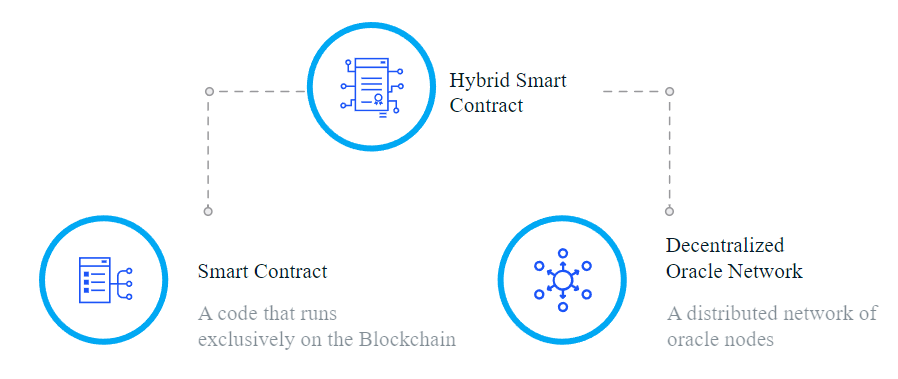 Hybrid Smart
Contract
Smart Contract
A code that runs
exclusively on the Blockchain
Decentralized
Oracle Network
A distributed network of
oracle nodes